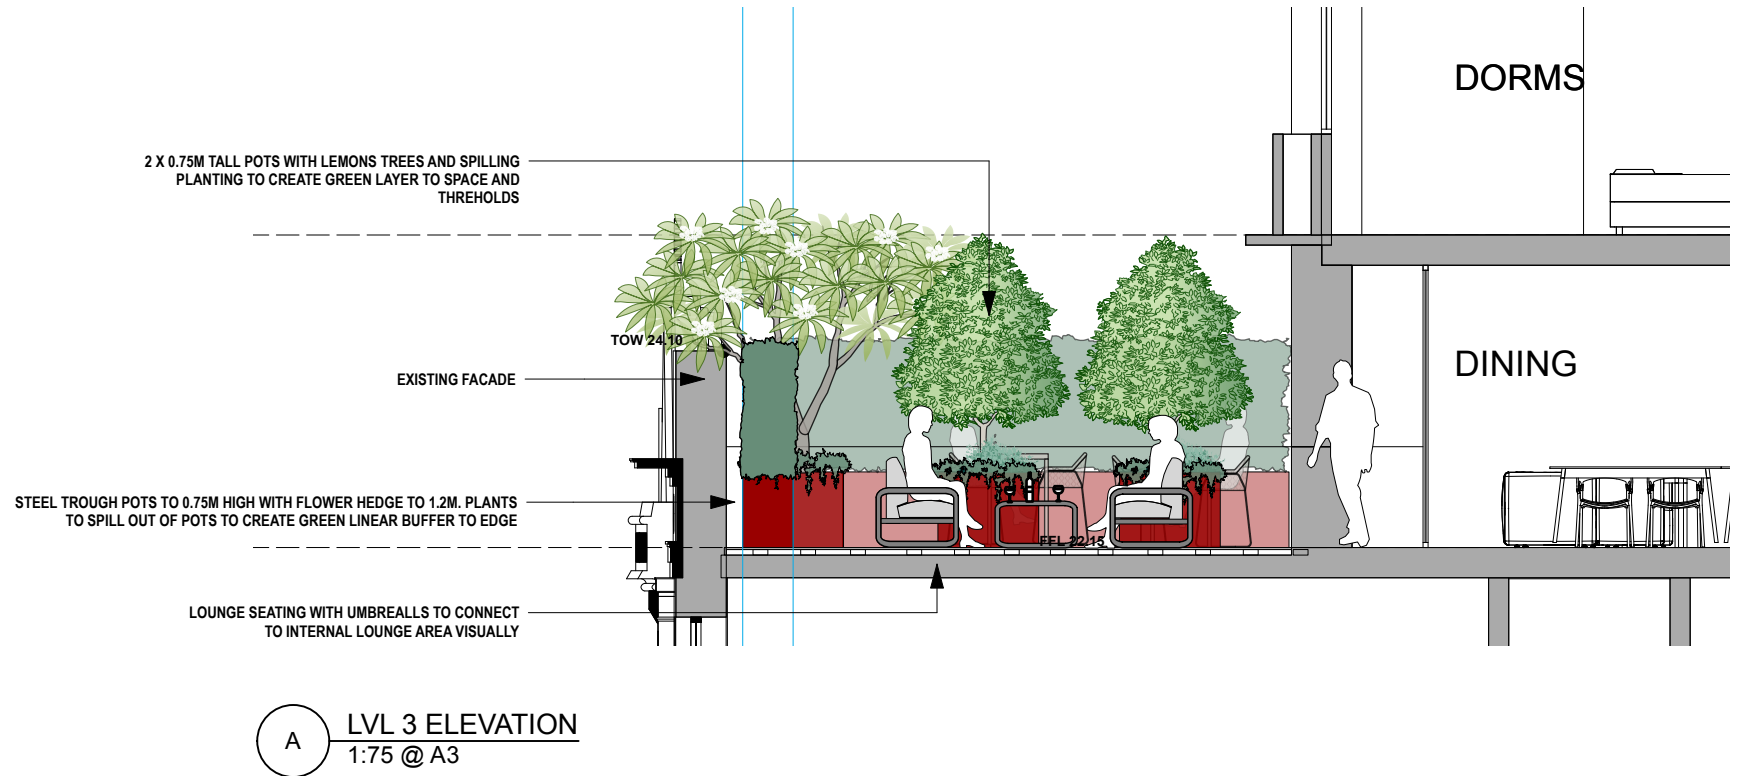 DORMS
2 X 0.75M TALL POTS WITH LEMONS TREES AND SPILLING
PLANTING TO CREATE GREEN LAYER TO SPACE AND
THREHOLDS
TOW 24.10
DINING
EXISTING FACADE
STEEL TROUGH POTS TO 0.75M HIGH WITH FLOWER HEDGE TO 1.2M. PLANTS
TO SPILL OUT OF POTS TO CREATE GREEN LINEAR BUFFER TO EDGE
FFL 22.15
LOUNGE SEATING WITH UMBREALLS TO CONNECT
TO INTERNAL LOUNGE AREA VISUALLY
A
LVL 3 ELEVATION
1:75 @ A3